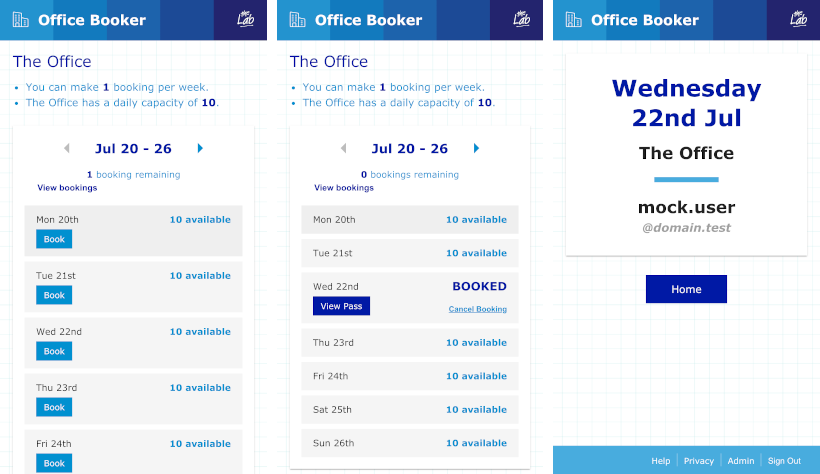 Office Booker
the Lab
The Office
You can make 1 booking per week.
The Office has a daily capacity of 10.
Jul 20 - 26
1 booking remaining
View bookings
Mon 20th
10 available
Book
Tue 21st
10 available
Book
Wed 22nd
10 available
Book
Thu 23rd
10 available
Book
Fri 24th
10 available
Book
Office Booker
the Lab
The Office
You can make 1 booking per week.
The Office has a daily capacity of 10.
Jul 20 - 26
0 bookings remaining
View bookings
Mon 20th
10 available
Tue 21st
10 available
Wed 22nd
BOOKED
View Pass
Cancel Booking
Thu 23rd
10 available
Fri 24th
10 available
Sat 25th
10 available
Sun 26th
10 available
Office Booker
the Lab
Wednesday
22nd Jul
The Office
mock.user
@domain.test
Home
Help
Privacy
Admin
Sign Out